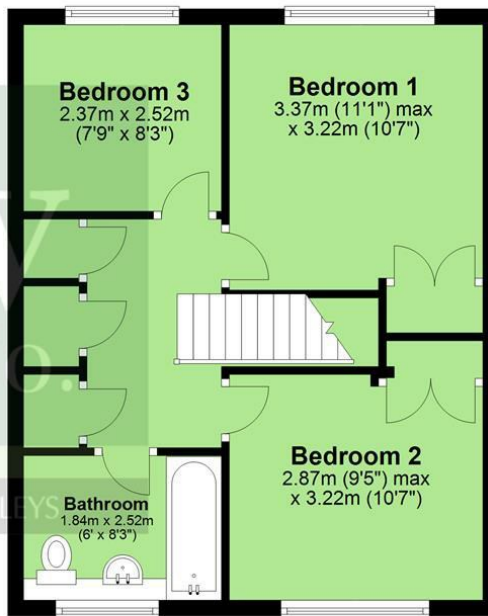 Bedroom 3
2.37m x 2.52m
(7'9" x 8'3")
Bedroom 1
3.37m (11'1") max
x 3.22m (10'7")
Bedroom 2
2.87m (9'5") max
x 3.22m (10'7")
Bathroom
1.84m x 2.52m
(6' x 8'3")
LEYS
o.